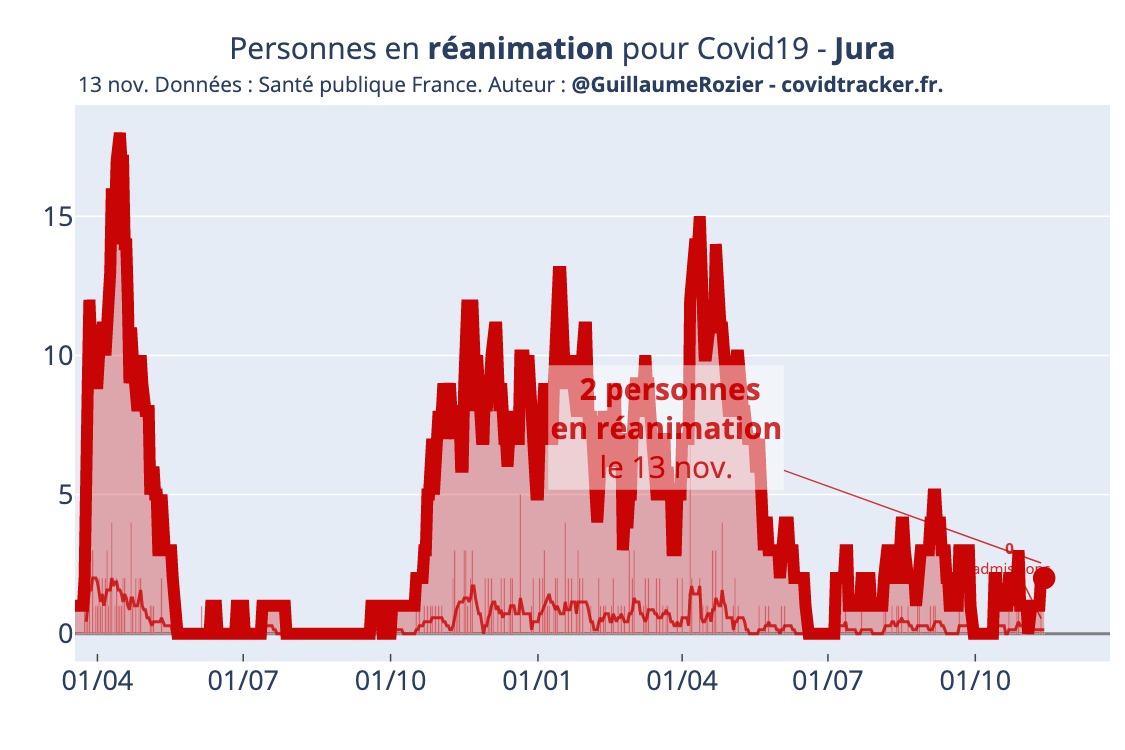 Personnes en réanimation pour Covid19 - Jura
13 nov. Données : Santé publique France. Auteur : @GuillaumeRozier - covidtracker.fr.
15
10
5
0
2 personnes
en réanimation
le 13 nov.
0
admissions
01/04
01/07
01/10
01/01
01/04
01/07
01/10